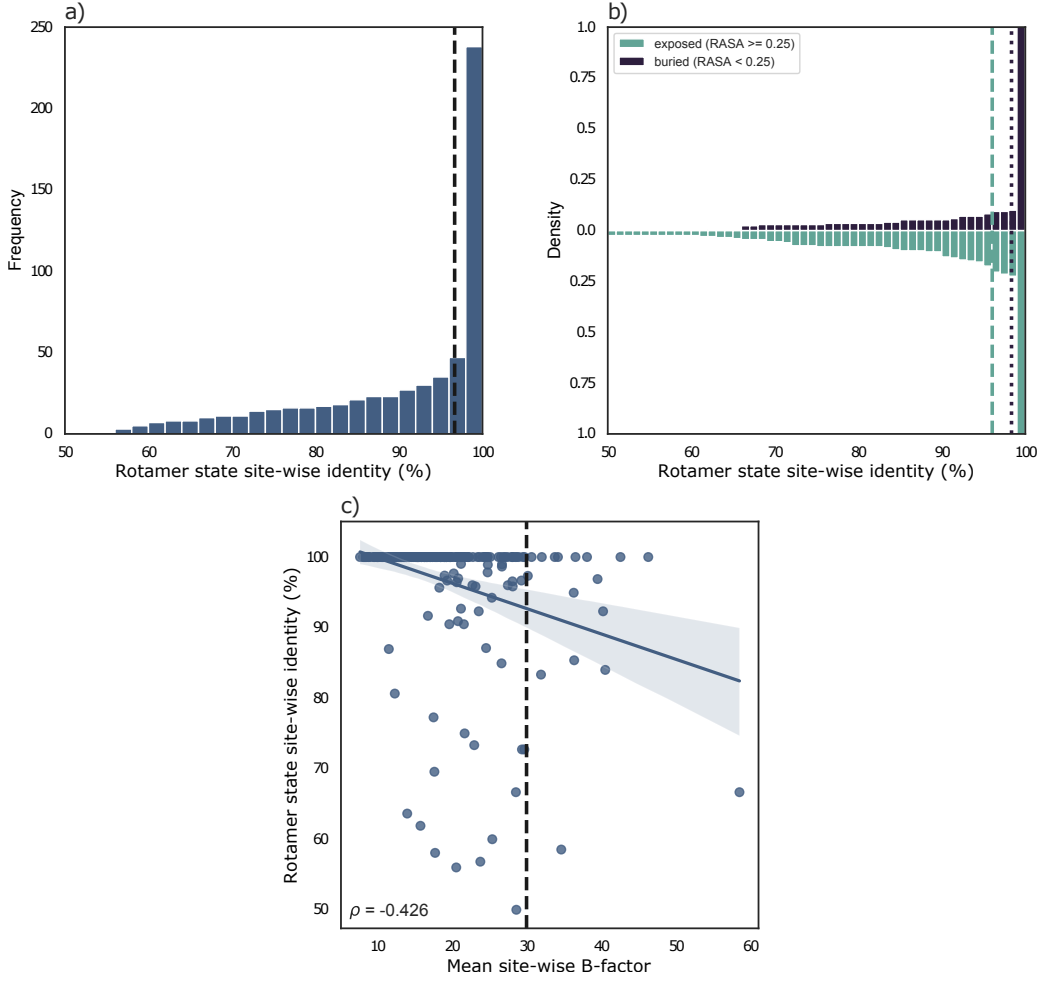 a)
250
200
150
100
50
0
Frequency
50 60 70 80 90 100
Rotamer state site-wise identity (%)
b)
exposed (RASA >= 0.25)
buried (RASA < 0.25)
1.0
0.75
0.5
0.25
0.0
0.25
0.5
0.75
1.0
Density
50 60 70 80 90 100
Rotamer state site-wise identity (%)
c)
100
90
80
70
60
50
Rotamer state site-wise identity (%)
ρ = -0.426
10 20 30 40 50 60
Mean site-wise B-factor